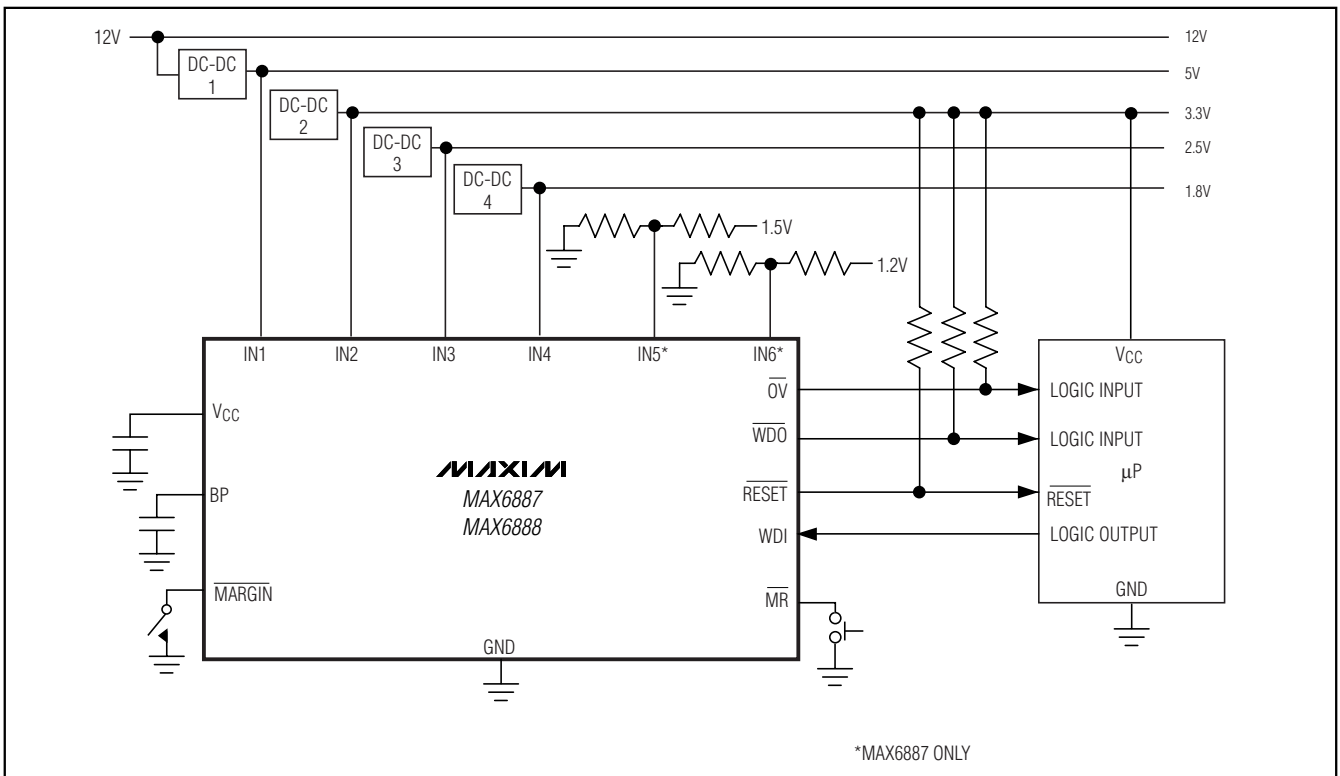 12V
12V
DC-DC
1
5V
DC-DC
2
3.3V
DC-DC
3
2.5V
DC-DC
4
1.8V
1.5V
1.2V
IN1
IN2
IN3
IN4
IN5*
IN6*
VCC
OV
LOGIC INPUT
VCC
WDO
LOGIC INPUT
MAXIM
MAX6887
MAX6888
µP
BP
RESET
RESET
WDI
LOGIC OUTPUT
MARGIN
MR
GND
GND
*MAX6887 ONLY